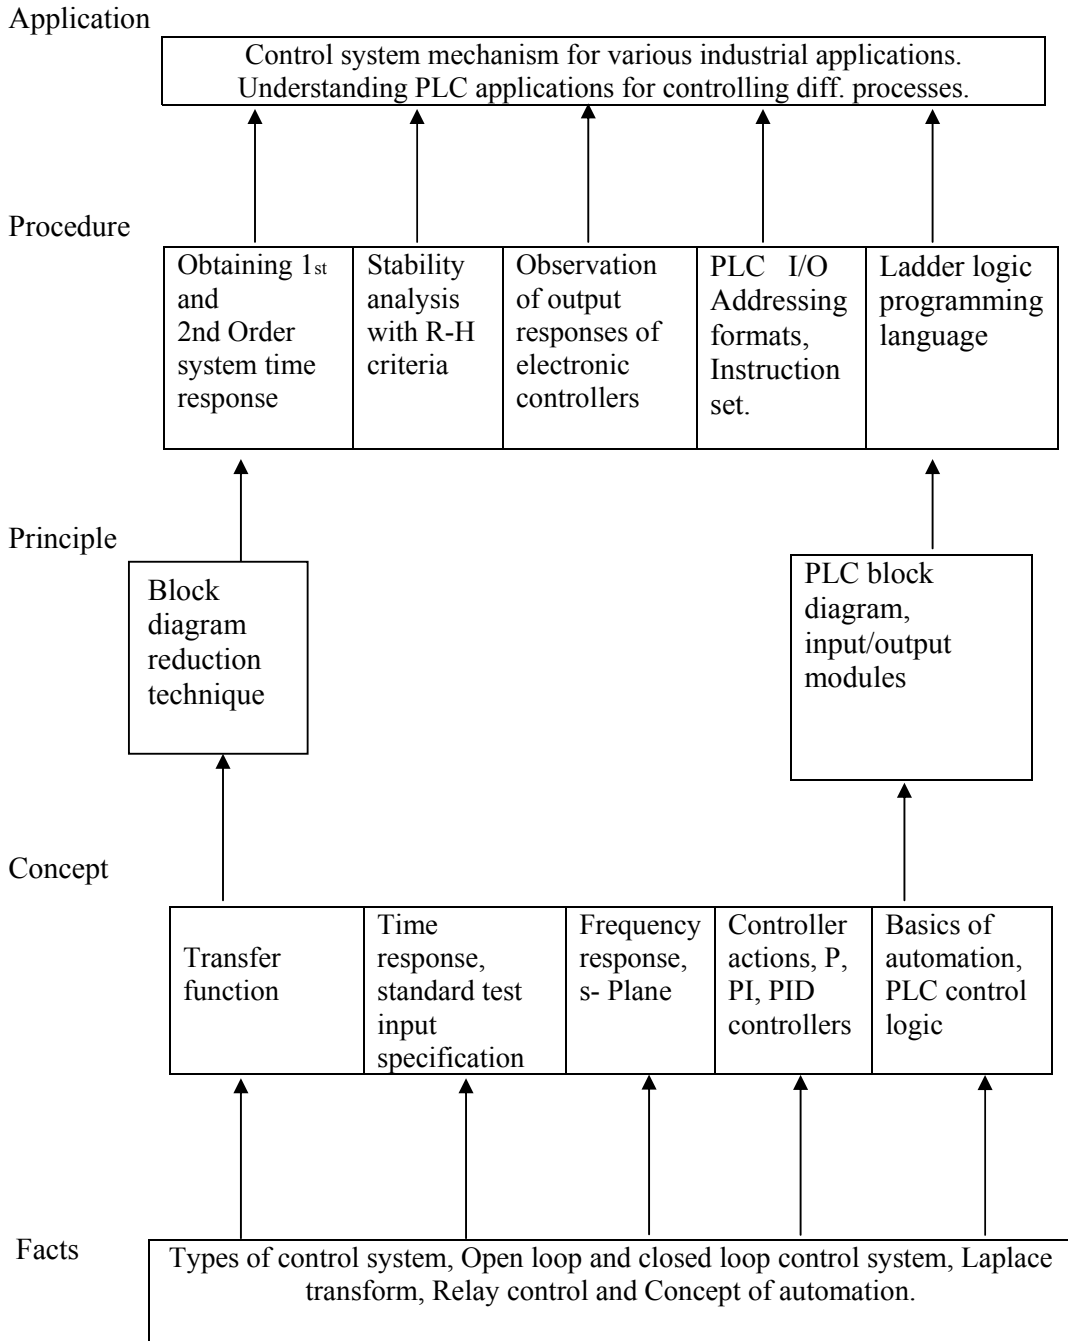 Application
Control system mechanism for various industrial applications.
Understanding PLC applications for controlling diff. processes.
Procedure
Obtaining 1st
and
2nd Order
system time
response
Stability
analysis
with R-H
criteria
Observation
of output
responses of
electronic
controllers
PLC I/O
Addressing
formats,
Instruction
set.
Ladder logic
programming
language
Principle
Block
diagram
reduction
technique
PLC block
diagram,
input/output
modules
Concept
Transfer
function
Time
response,
standard test
input
specification
Frequency
response,
s- Plane
Controller
actions, P,
PI, PID
controllers
Basics of
automation,
PLC control
logic
Facts
Types of control system, Open loop and closed loop control system, Laplace
transform, Relay control and Concept of automation.